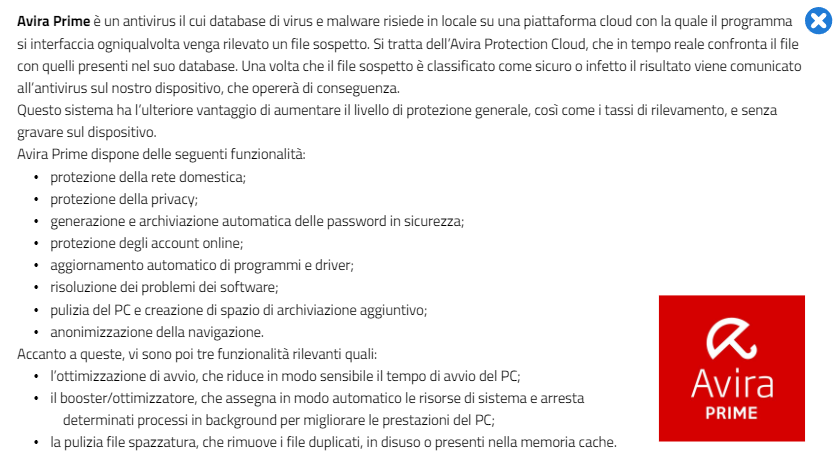 Avira Prime è un antivirus il cui database di virus e malware risiede in locale su una piattaforma cloud con la quale il programma
si interfaccia ogniqualvolta venga rilevato un file sospetto. Si tratta dell’Avira Protection Cloud, che in tempo reale confronta il file
con quelli presenti nel suo database. Una volta che il file sospetto è classificato come sicuro o infetto il risultato viene comunicato
all’antivirus sul nostro dispositivo, che opererà di conseguenza.
Questo sistema ha l’ulteriore vantaggio di aumentare il livello di protezione generale, così come i tassi di rilevamento, e senza
gravare sul dispositivo.
Avira Prime dispone delle seguenti funzionalità:
• protezione della rete domestica;
• protezione della privacy;
• generazione e archiviazione automatica delle password in sicurezza;
• protezione degli account online;
• aggiornamento automatico di programmi e driver;
• risoluzione dei problemi dei software;
• pulizia del PC e creazione di spazio di archiviazione aggiuntivo;
• anonimizzazione della navigazione.
Accanto a queste, vi sono poi tre funzionalità rilevanti quali:
• l’ottimizzazione di avvio, che riduce in modo sensibile il tempo di avvio del PC;
• il booster/ottimizzatore, che assegna in modo automatico le risorse di sistema e arresta
determinati processi in background per migliorare le prestazioni del PC;
• la pulizia file spazzatura, che rimuove i file duplicati, in disuso o presenti nella memoria cache.
Avira
PRIME